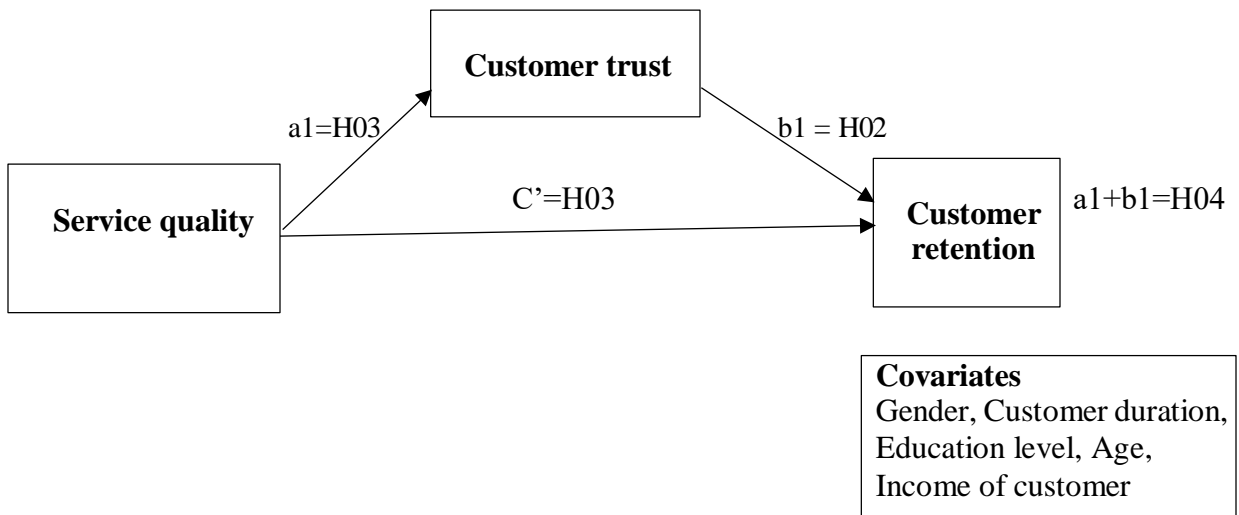 Customer trust
a1=H03
b1 = H02
Service quality
C’=H03
Customer
retention
a1+b1=H04
Covariates
Gender, Customer duration,
Education level, Age,
Income of customer